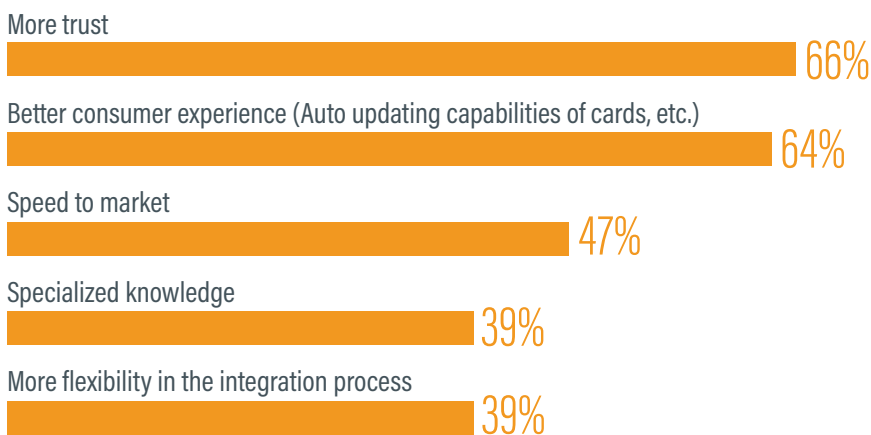 More trust
66%
Better consumer experience (Auto updating capabilities of cards, etc.)
64%
Speed to market
47%
Specialized knowledge
39%
More flexibility in the integration process
39%